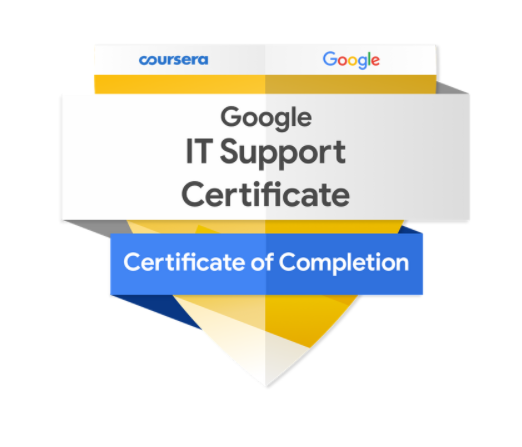 coursera Google
Google
IT Support
Certificate
Certificate of Completion